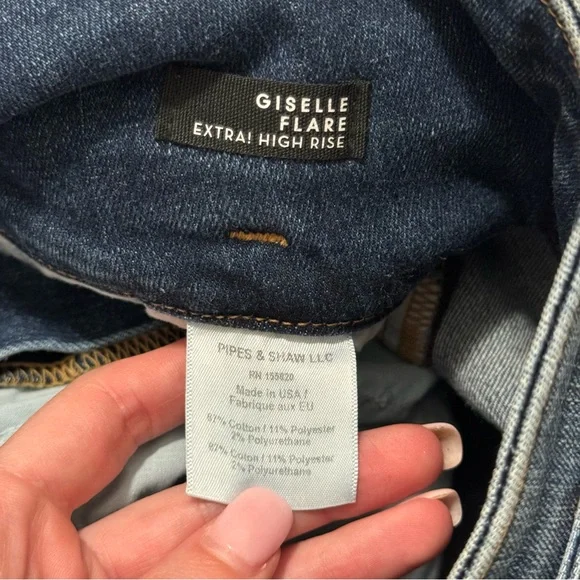 GISELLE
FLARE
EXTRA! HIGH RISE
PIPES & SHAW LLC
RN 155820
Made in USA /
Fabrique aux EU
87% Cotton / 11% Polyester
2% Polyurethane
87% Coton / 11% Polyester
2% Polyurethane